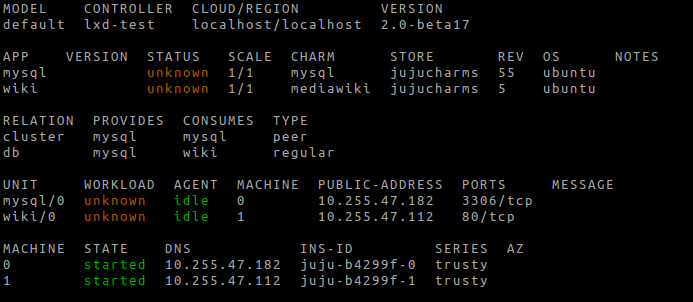 MODEL CONTROLLER CLOUD/REGION VERSION
default lxd-test localhost/localhost 2.0-beta17
APP VERSION STATUS SCALE CHARM STORE REV OS NOTES
mysql unknown 1/1 mysql jujucharms 55 ubuntu
wiki unknown 1/1 mediawiki jujucharms 5 ubuntu
RELATION PROVIDES CONSUMES TYPE
cluster mysql mysql peer
db mysql wiki regular
UNIT WORKLOAD AGENT MACHINE PUBLIC-ADDRESS PORTS MESSAGE
mysql/0 unknown idle 0 10.255.47.182 3306/tcp
wiki/0 unknown idle 1 10.255.47.112 80/tcp
MACHINE STATE DNS INS-ID SERIES AZ
0 started 10.255.47.182 juju-b4299f-0 trusty
1 started 10.255.47.112 juju-b4299f-1 trusty